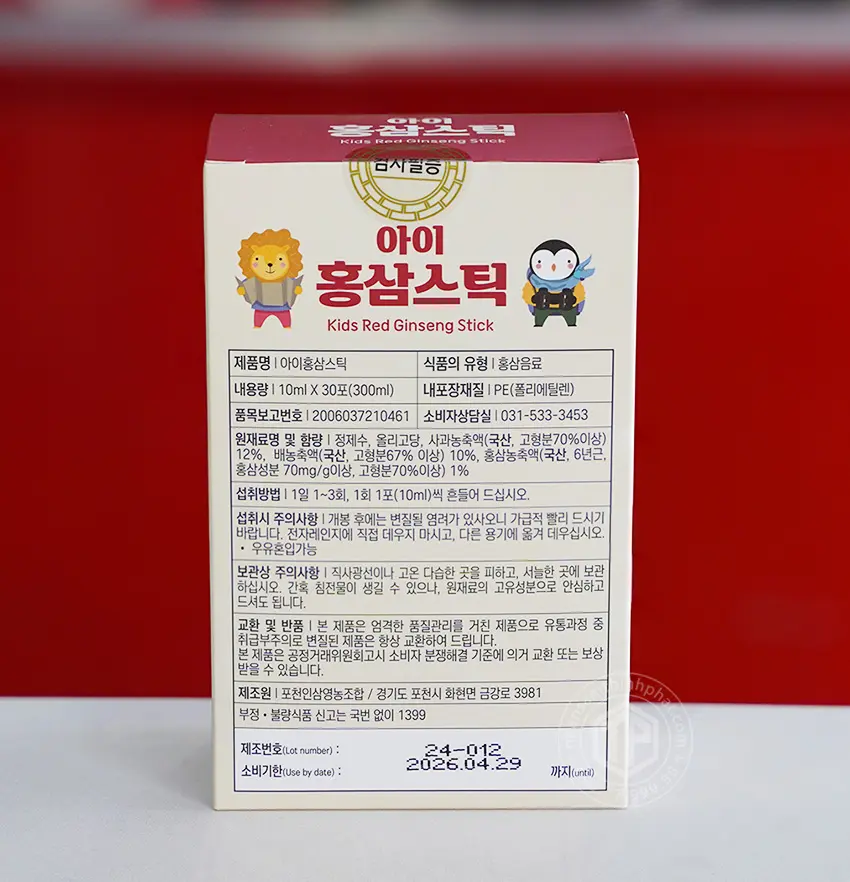 아이
홍삼스틱
Kids Red Ginseng Stick
검사필증
아이
홍삼스틱
Kids Red Ginseng Stick
제품명 | 아이홍삼스틱 식품의 유형 | 홍삼음료
내용량 | 10ml X 30포(300ml) 내포장재질 | PE(폴리에틸렌)
품목보고번호 | 2006037210461 소비자상담실 | 031-533-3453
원재료명 및 함량 | 정제수, 올리고당, 사과농축액(국산, 고형분70%이상)
12%, 배농축액(국산, 고형분67% 이상) 10%, 홍삼농축액(국산, 6년근,
홍삼성분 70mg/g이상, 고형분70%이상) 1%
섭취방법 | 1일 1~3회, 1회 1포(10ml)씩 흔들어 드십시오.
섭취시 주의사항 | 개봉 후에는 변질될 염려가 있사오니 가급적 빨리 드시기
바랍니다. 전자레인지에 직접 데우지 마시고, 다른 용기에 옮겨 데우십시오.
• 우유혼입가능
보관상 주의사항 | 직사광선이나 고온 다습한 곳을 피하고, 서늘한 곳에 보관
하십시오. 간혹 침전물이 생길 수 있으나, 원재료의 고유성분으로 안심하고
드셔도 됩니다.
교환 및 반품 | 본 제품은 엄격한 품질관리를 거친 제품으로 유통과정 중
취급부주의로 변질된 제품은 항상 교환하여 드립니다.
본 제품은 공정거래위원회고시 소비자 분쟁해결 기준에 의거 교환 또는 보상
받을 수 있습니다.
제조원 | 포천인삼영농조합 / 경기도 포천시 화현면 금강로 3981
부정 • 불량식품 신고는 국번 없이 1399
제조번호(Lot number) : 24-012
소비기한(Use by date) : 2026.04.29 까지(until)